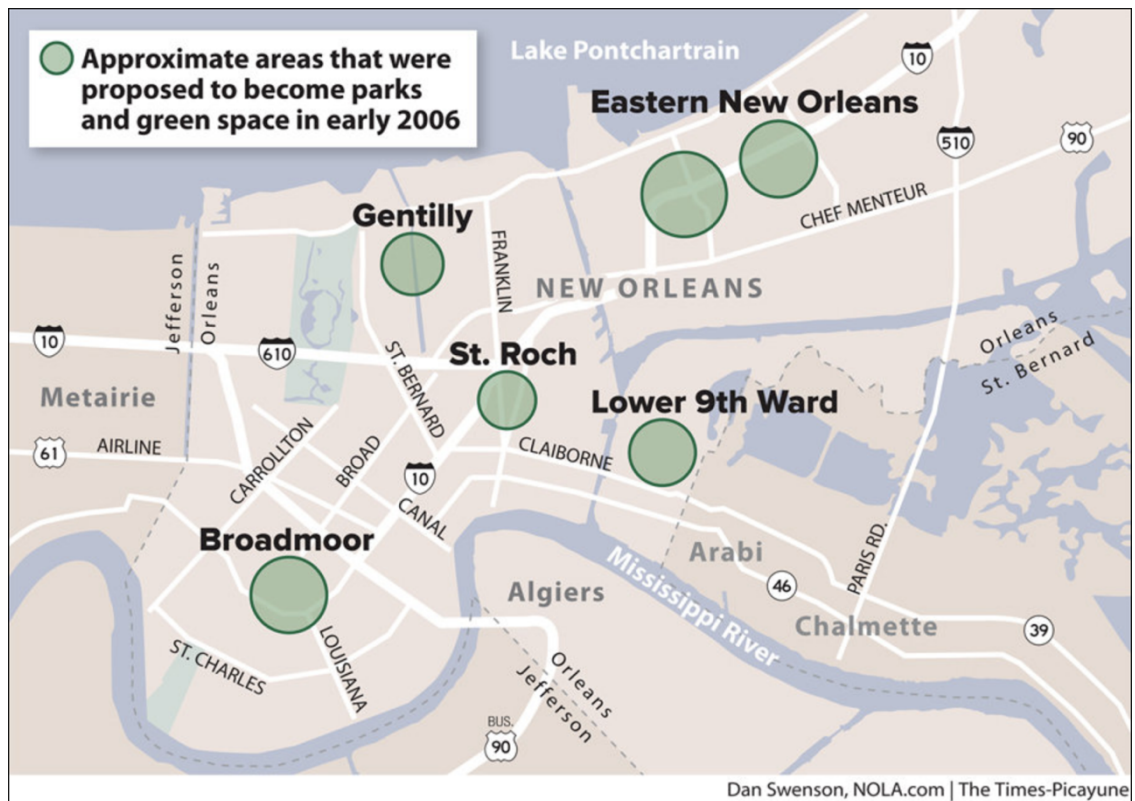 Approximate areas that were
proposed to become parks
and green space in early 2006
Lake Pontchartrain
10
Eastern New Orleans
510
90
CHEF MENTEUR
Gentilly
FRANKLIN
Jefferson
Orleans
NEW ORLEANS
10
610
ST. BERNARD
St. Roch
Orleans
St. Bernard
Metairie
Lower 9th Ward
61
AIRLINE
CARROLLTON
BROAD
10
CLAIBORNE
CANAL
Broadmoor
Arabi
PARIS RD.
Algiers
Mississippi River
46
Chalmette
39
ST. CHARLES
LOUISIANA
Orleans
Jefferson
BUS.
90
Dan Swenson, NOLA.com | The Times-Picayune